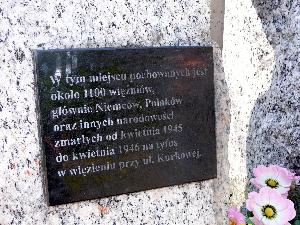 W tym miejscu pochowanych jest
około 1100 więźniów,
głównie Niemców, Polaków
oraz innych narodowości
zmarłych od kwietnia 1945
do kwietnia 1946 na tyfus
w więzieniu przy ul. Kurkowej.